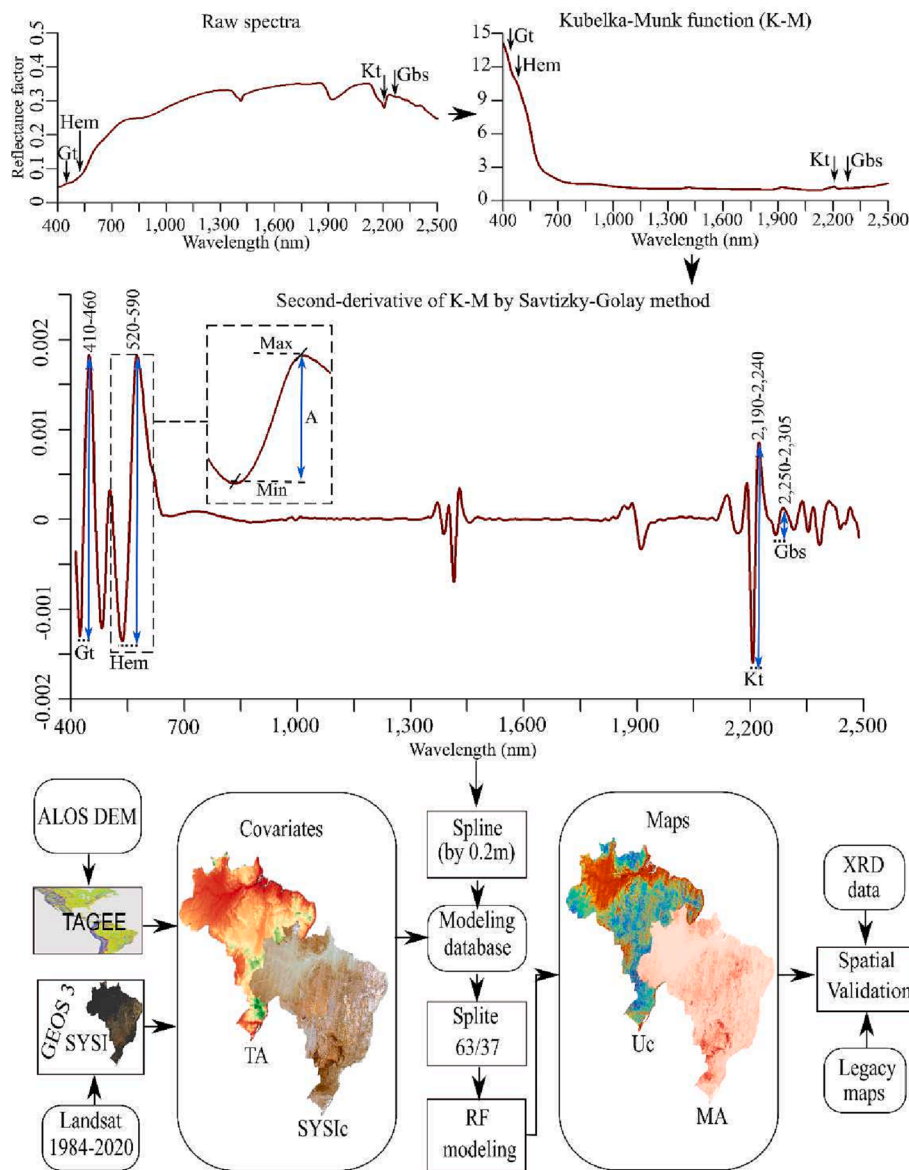 Raw spectra
Reflectance factor
0.5
0.4
0.3
0.2
0.1
0
Gt
Hem
Kt
Gbs
400 700 1,000 1,300 1,600 1,900 2,200 2,500
Wavelength (nm)
Kubelka-Munk function (K-M)
15
12
9
6
3
0
Gt
Hem
Kt
Gbs
400 700 1,000 1,300 1,600 1,900 2,200 2,500
Wavelength (nm)
Second-derivative of K-M by Savtizky-Golay method
0.002
0.001
0
-0.001
-0.002
410-460
520-590
Max
A
Min
2,190-2,240
2,250-2,305
Gt
Hem
Gbs
Kt
400 700 1,000 1,300 1,600 1,900 2,200 2,500
Wavelength (nm)
ALOS DEM
TAGEE
GEOS 3
SYSI
Landsat
1984-2020
Covariates
TA
SYSIc
Spline
(by 0.2m)
Modeling
database
Splite
63/37
RF
modeling
Maps
Uc
MA
XRD
data
Spatial
Validation
Legacy
maps